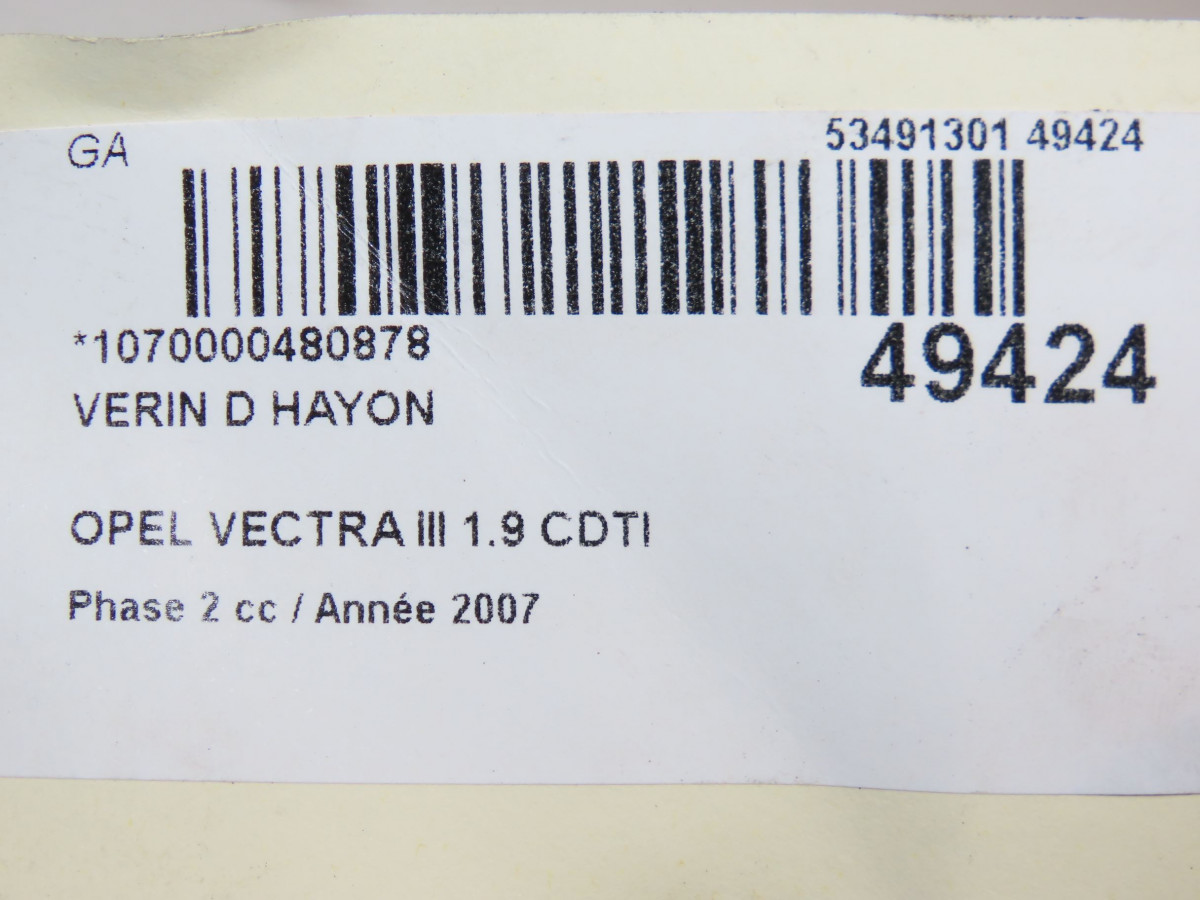 GA
53491301 49424
*1070000480878
49424
VERIN D HAYON
OPEL VECTRA III 1.9 CDTI
Phase 2 cc / Année 2007